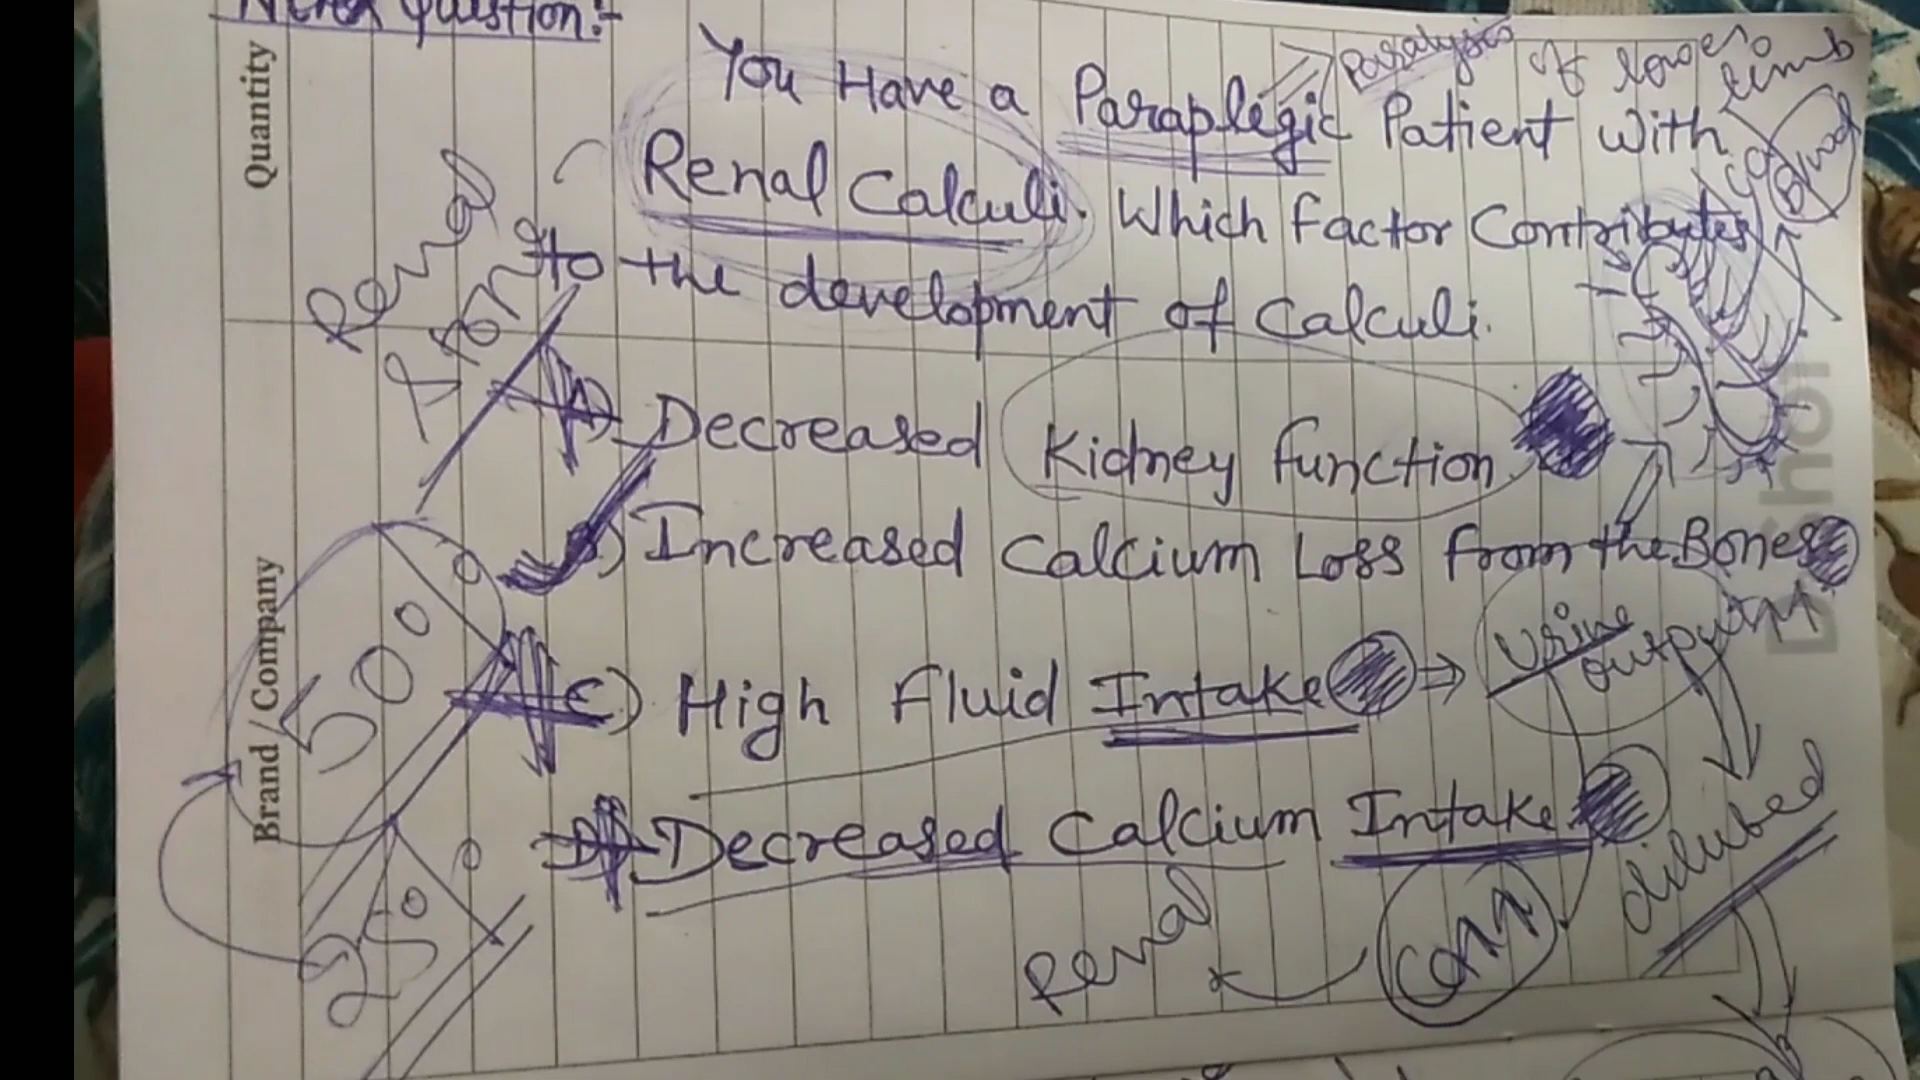 Question:-
You Have a Paraplegic Patient with
Paralysis of lower limb
Renal Calculi. Which factor Contributes
to the development of Calculi.
Renal
A) Decreased Kidney function
B) Increased Calcium Loss from the Bones
C) High Fluid Intake ⇒ Urine output
D) Decreased Calcium Intake
diluted
Renal
50
250
Quantity
Brand / Company